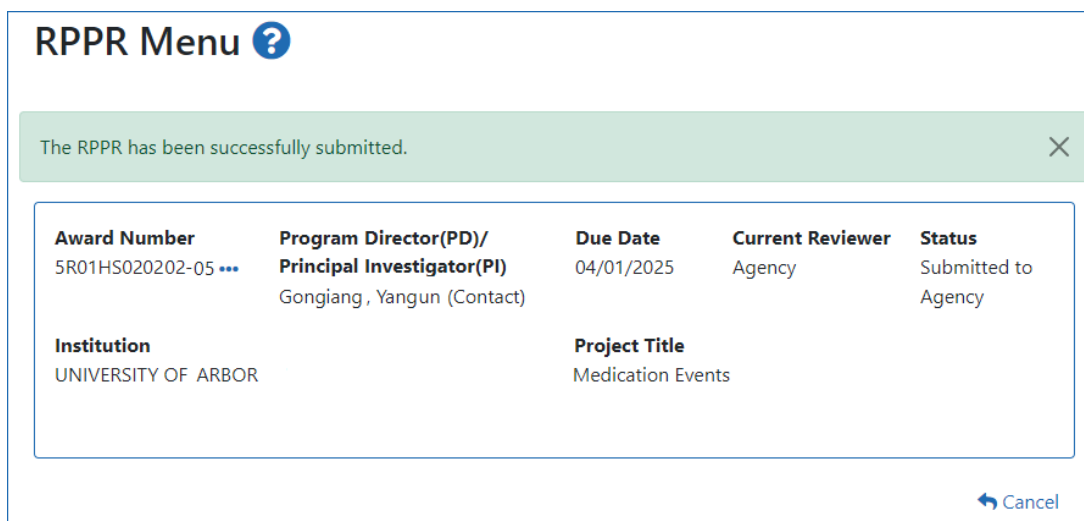 RPPR Menu ?
The RPPR has been successfully submitted.
Award Number
5R01HS020202-05 •••
Program Director(PD)/
Principal Investigator(PI)
Gongiang , Yangun (Contact)
Due Date
04/01/2025
Current Reviewer
Agency
Status
Submitted to
Agency
Institution
UNIVERSITY OF ARBOR
Project Title
Medication Events
Cancel